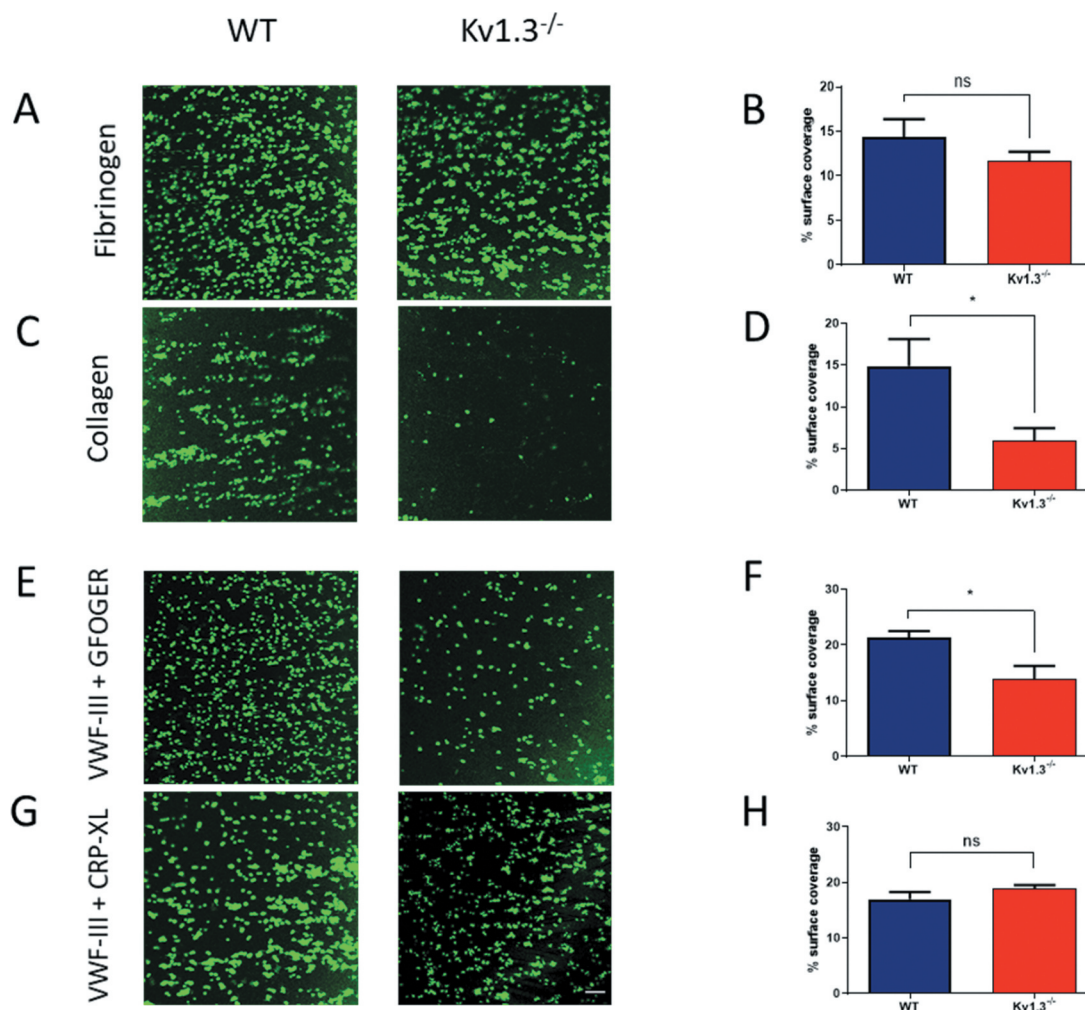 WT
Kv1.3-/-
A
Fibrinogen
B
% surface coverage
20
15
10
5
0
ns
WT
Kv1.3-/-
C
Collagen
D
% surface coverage
20
15
10
5
0
*
WT
Kv1.3-/-
E
VWF-III + GFOGER
F
% surface coverage
30
20
10
0
*
WT
Kv1.3-/-
G
VWF-III + CRP-XL
H
% surface coverage
30
20
10
0
ns
WT
Kv1.3-/-